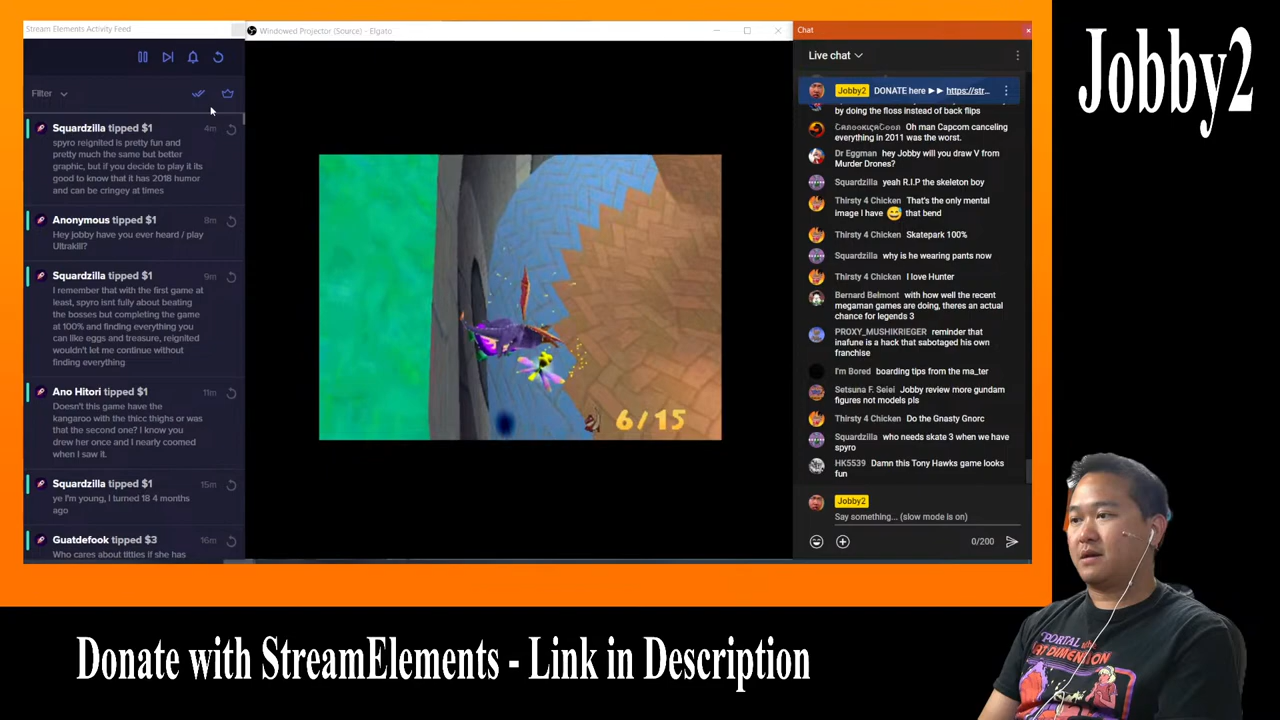 Stream Elements Activity Feed
Filter
Squardzilla tipped $1
4m
spyro reignited is pretty fun and
pretty much the same but better
graphic, but if you decide to play it its
good to know that it has 2018 humor
and can be cringey at times
Anonymous tipped $1
8m
Hey jobby have you ever heard / play
Ultrakill?
Squardzilla tipped $1
9m
I remember that with the first game at
least, spyro isnt fully about beating
the bosses but completing the game
at 100% and finding everything you
can like eggs and treasure, reignited
wouldn't let me continue without
finding everything
Ano Hitori tipped $1
11m
Doesn't this game have the
kangaroo with the thicc thighs or was
that the second one? I know you
drew her once and I nearly coomed
when I saw it.
Squardzilla tipped $1
15m
ye I'm young, I turned 18 4 months
ago
Guatdefook tipped $3
16m
Who cares about titties if she has
Windowed Projector (Source) - Elgato
6/15
Chat
Live chat
Jobby2 DONATE here ►► https://str...
by doing the floss instead of back flips
Oh man Capcom canceling
everything in 2011 was the worst.
Dr Eggman hey Jobby will you draw V from
Murder Drones?
Squardzilla yeah R.I.P the skeleton boy
Thirsty 4 Chicken That's the only mental
image I have 😅 that bend
Thirsty 4 Chicken Skatepark 100%
Squardzilla why is he wearing pants now
Thirsty 4 Chicken I love Hunter
Bernard Belmont with how well the recent
megaman games are doing, theres an actual
chance for legends 3
PROXY_MUSHIKRIEGER reminder that
inafune is a hack that sabotaged his own
franchise
I'm Bored boarding tips from the ma_ter
Setsuna F. Seiei Jobby review more gundam
figures not models pls
Thirsty 4 Chicken Do the Gnasty Gnorc
Squardzilla who needs skate 3 when we have
spyro
HK5539 Damn this Tony Hawks game looks
fun
Jobby2
Say something... (slow mode is on)
0/200
Jobby2
PORTAL
DIMENSION
Donate with StreamElements - Link in Description